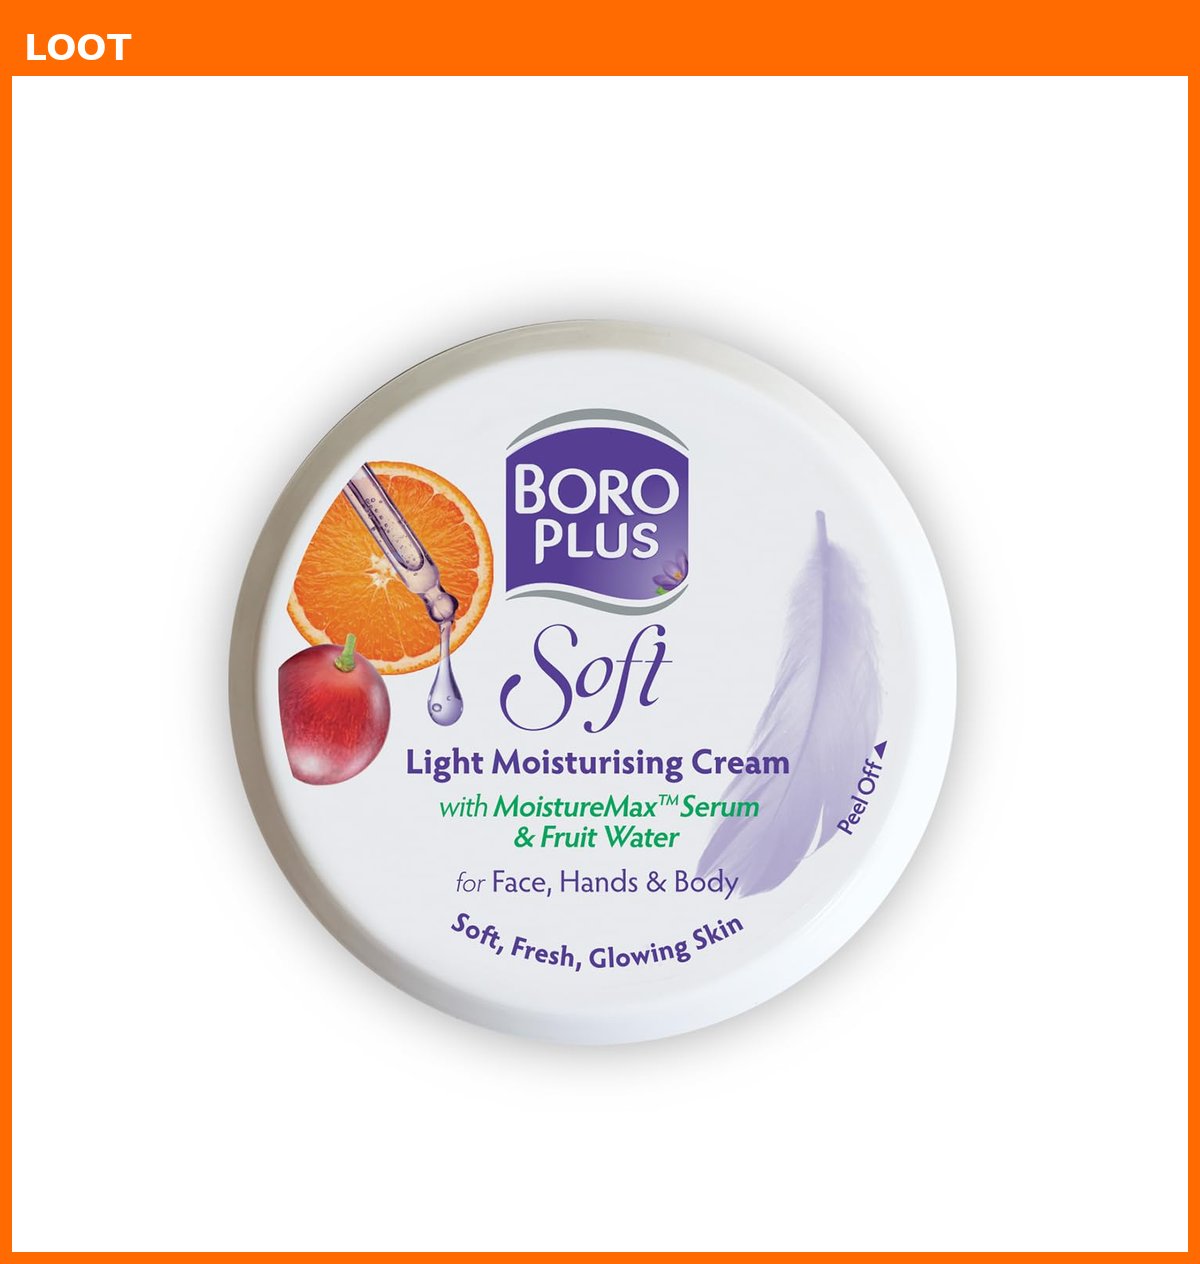 LOOT
BORO
PLUS
Soft
Light Moisturising Cream
with MoistureMax™ Serum
& Fruit Water
for Face, Hands & Body
Soft, Fresh, Glowing Skin
Peel Off ▲